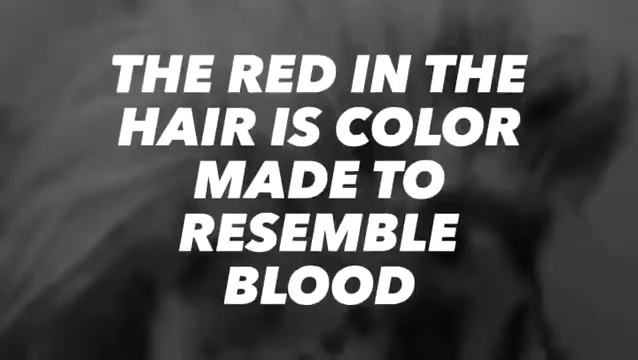 THE RED IN THE
HAIR IS COLOR
MADE TO
RESEMBLE
BLOOD